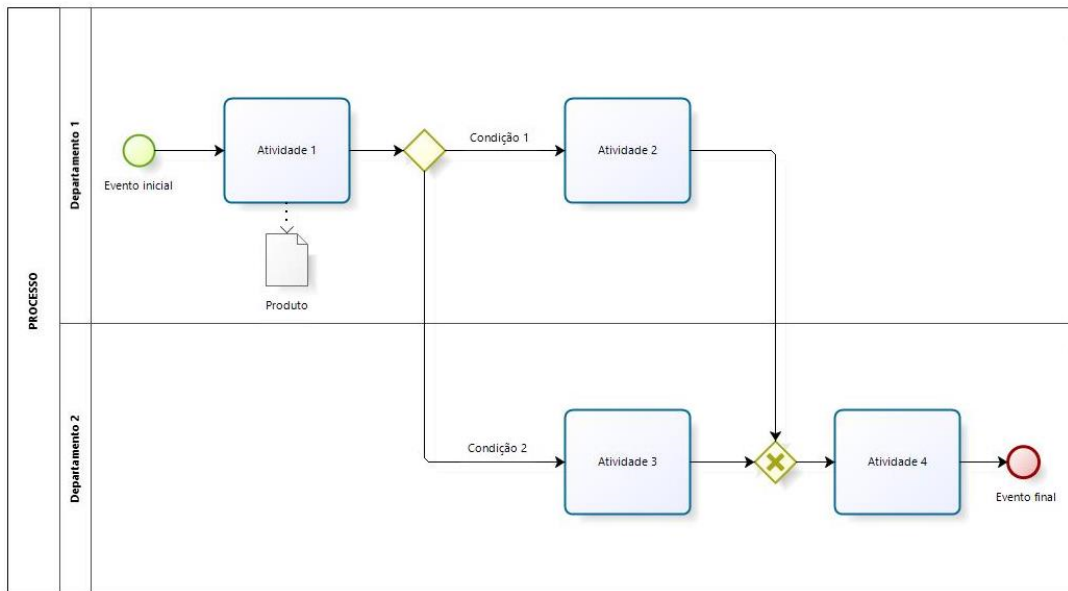 PROCESSO
Departamento 1
Evento inicial
Atividade 1
Produto
Condição 1
Atividade 2
Departamento 2
Condição 2
Atividade 3
Atividade 4
Evento final